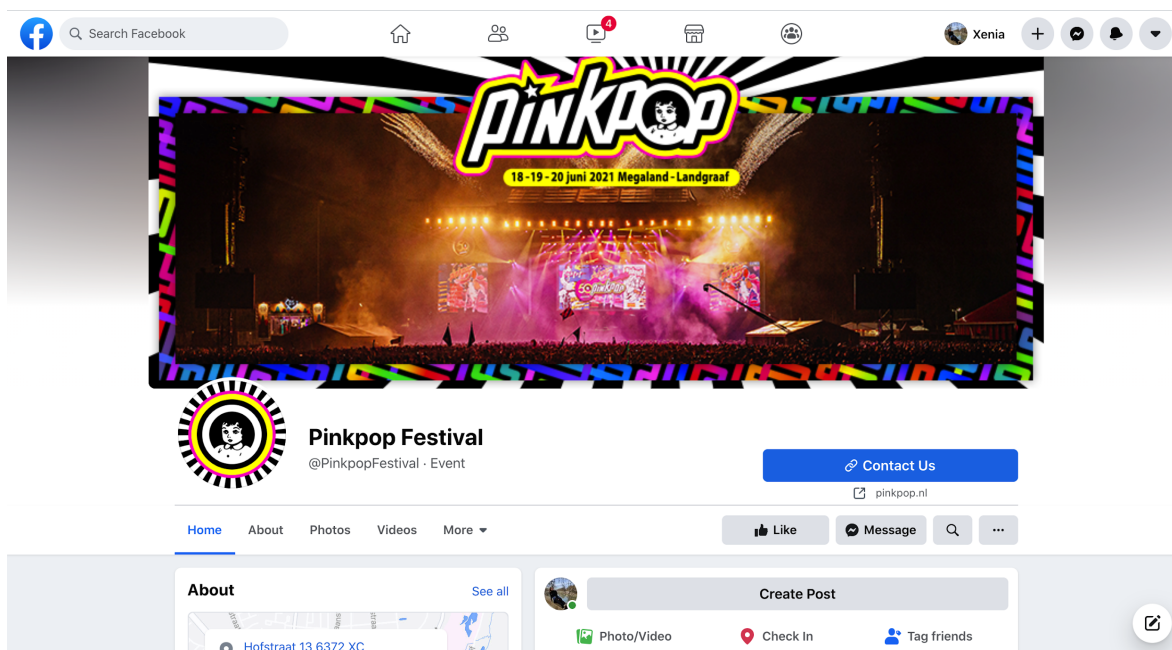 Search Facebook
4
Xenia
PINKPOP
18-19-20 juni 2021 Megaland-Landgraaf
50 PINKPOP
Pinkpop Festival
@PinkpopFestival · Event
Contact Us
pinkpop.nl
Home About Photos Videos More
Like Message
About
See all
Create Post
Hofstraat 13 6372 XC
Photo/Video Check In Tag friends